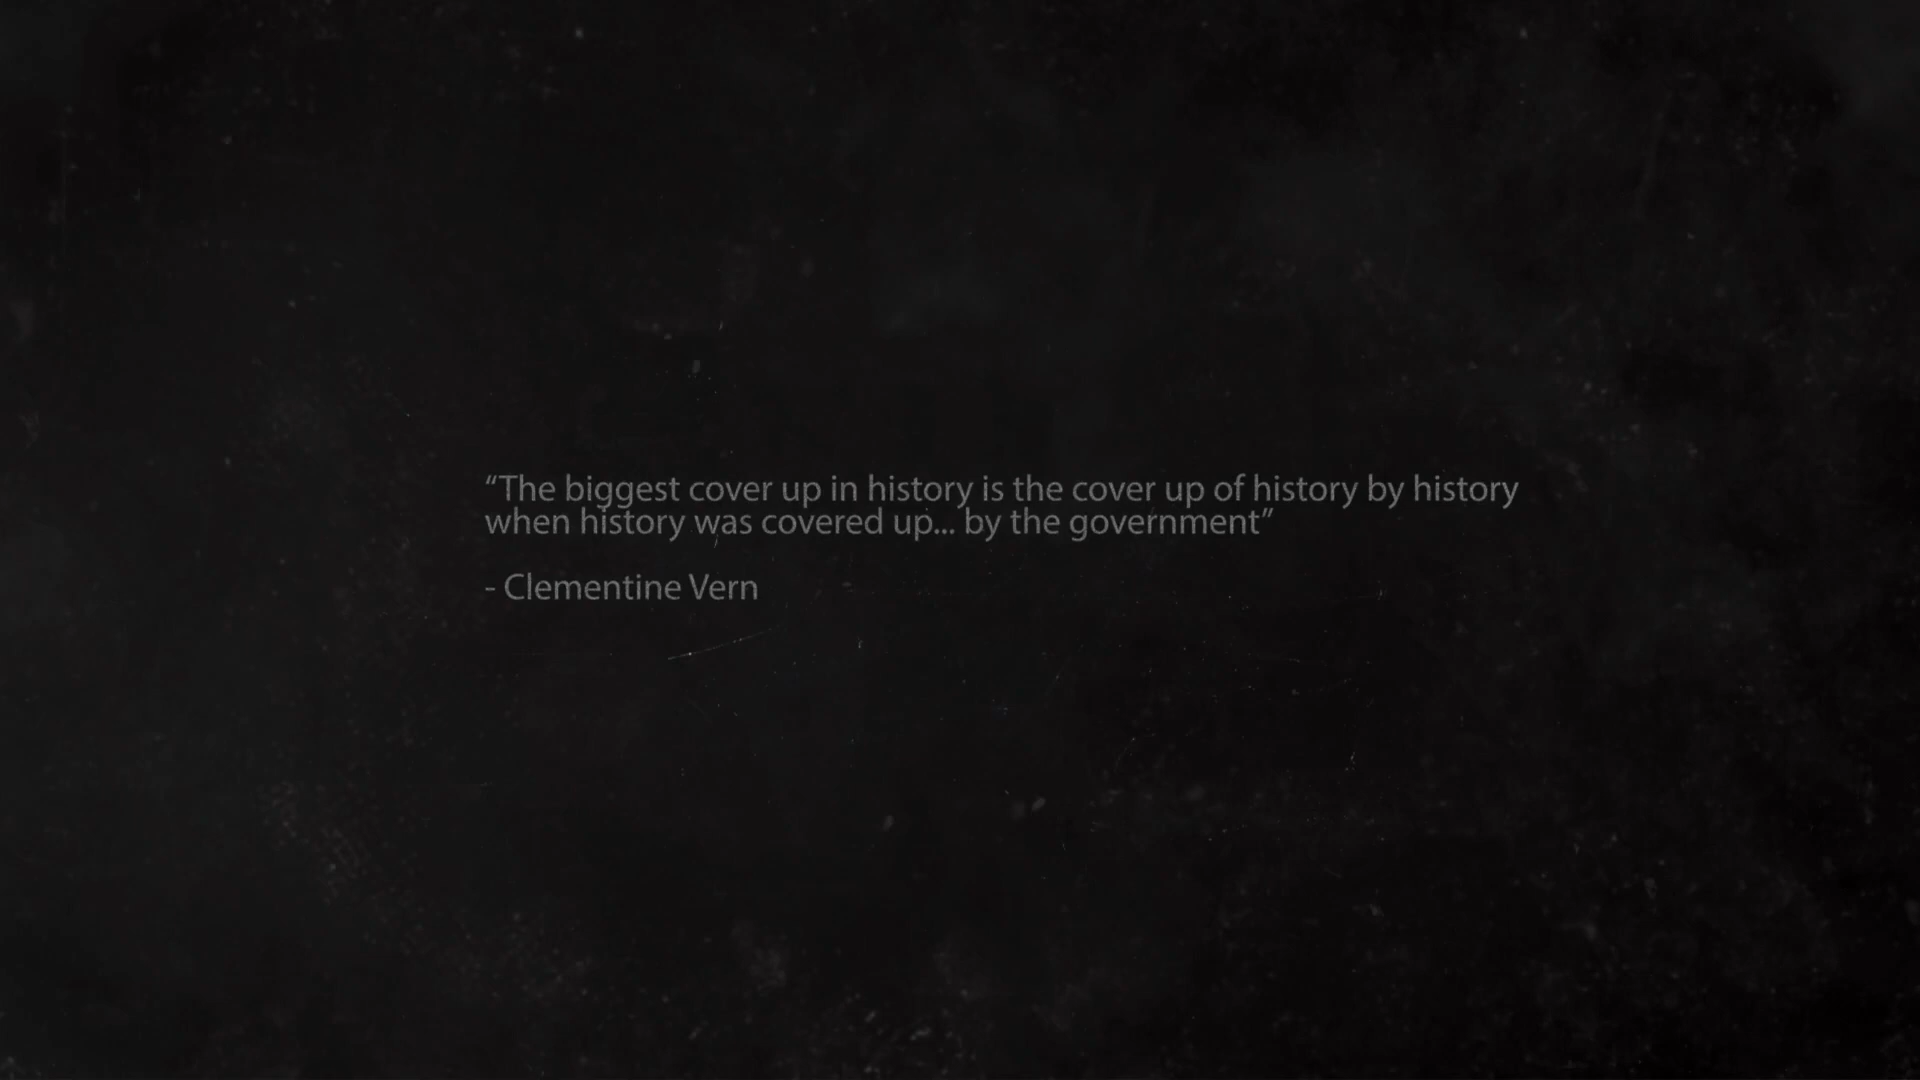 “The biggest cover up in history is the cover up of history by history
when history was covered up... by the government”
- Clementine Vern